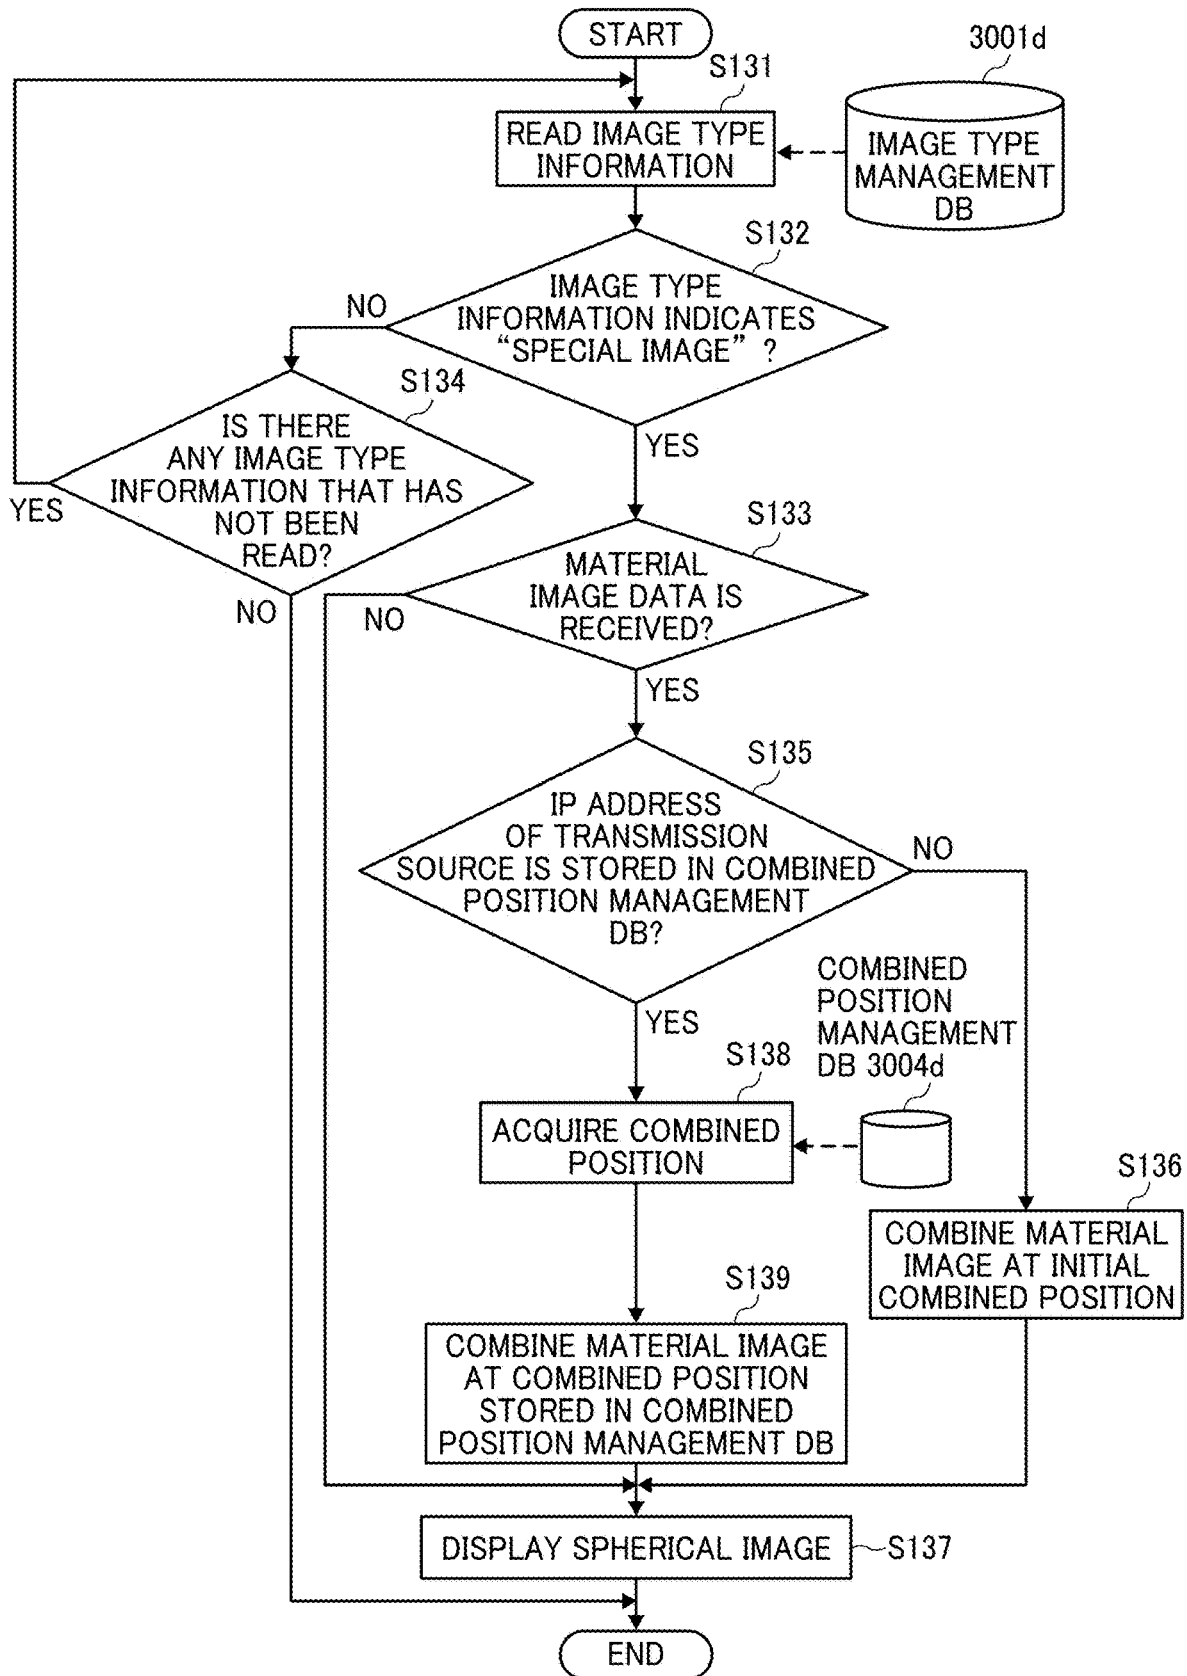 START
3001d
S131
READ IMAGE TYPE
INFORMATION
IMAGE TYPE
MANAGEMENT
DB
S132
IMAGE TYPE
INFORMATION INDICATES
“SPECIAL IMAGE” ?
NO
YES
S134
IS THERE
ANY IMAGE TYPE
INFORMATION THAT HAS
NOT BEEN
READ?
YES
NO
S133
MATERIAL
IMAGE DATA IS
RECEIVED?
NO
YES
S135
IP ADDRESS
OF TRANSMISSION
SOURCE IS STORED IN COMBINED
POSITION MANAGEMENT
DB?
NO
YES
COMBINED
POSITION
MANAGEMENT
DB 3004d
S138
ACQUIRE COMBINED
POSITION
S136
COMBINE MATERIAL
IMAGE AT INITIAL
COMBINED POSITION
S139
COMBINE MATERIAL IMAGE
AT COMBINED POSITION
STORED IN COMBINED
POSITION MANAGEMENT DB
DISPLAY SPHERICAL IMAGE
S137
END